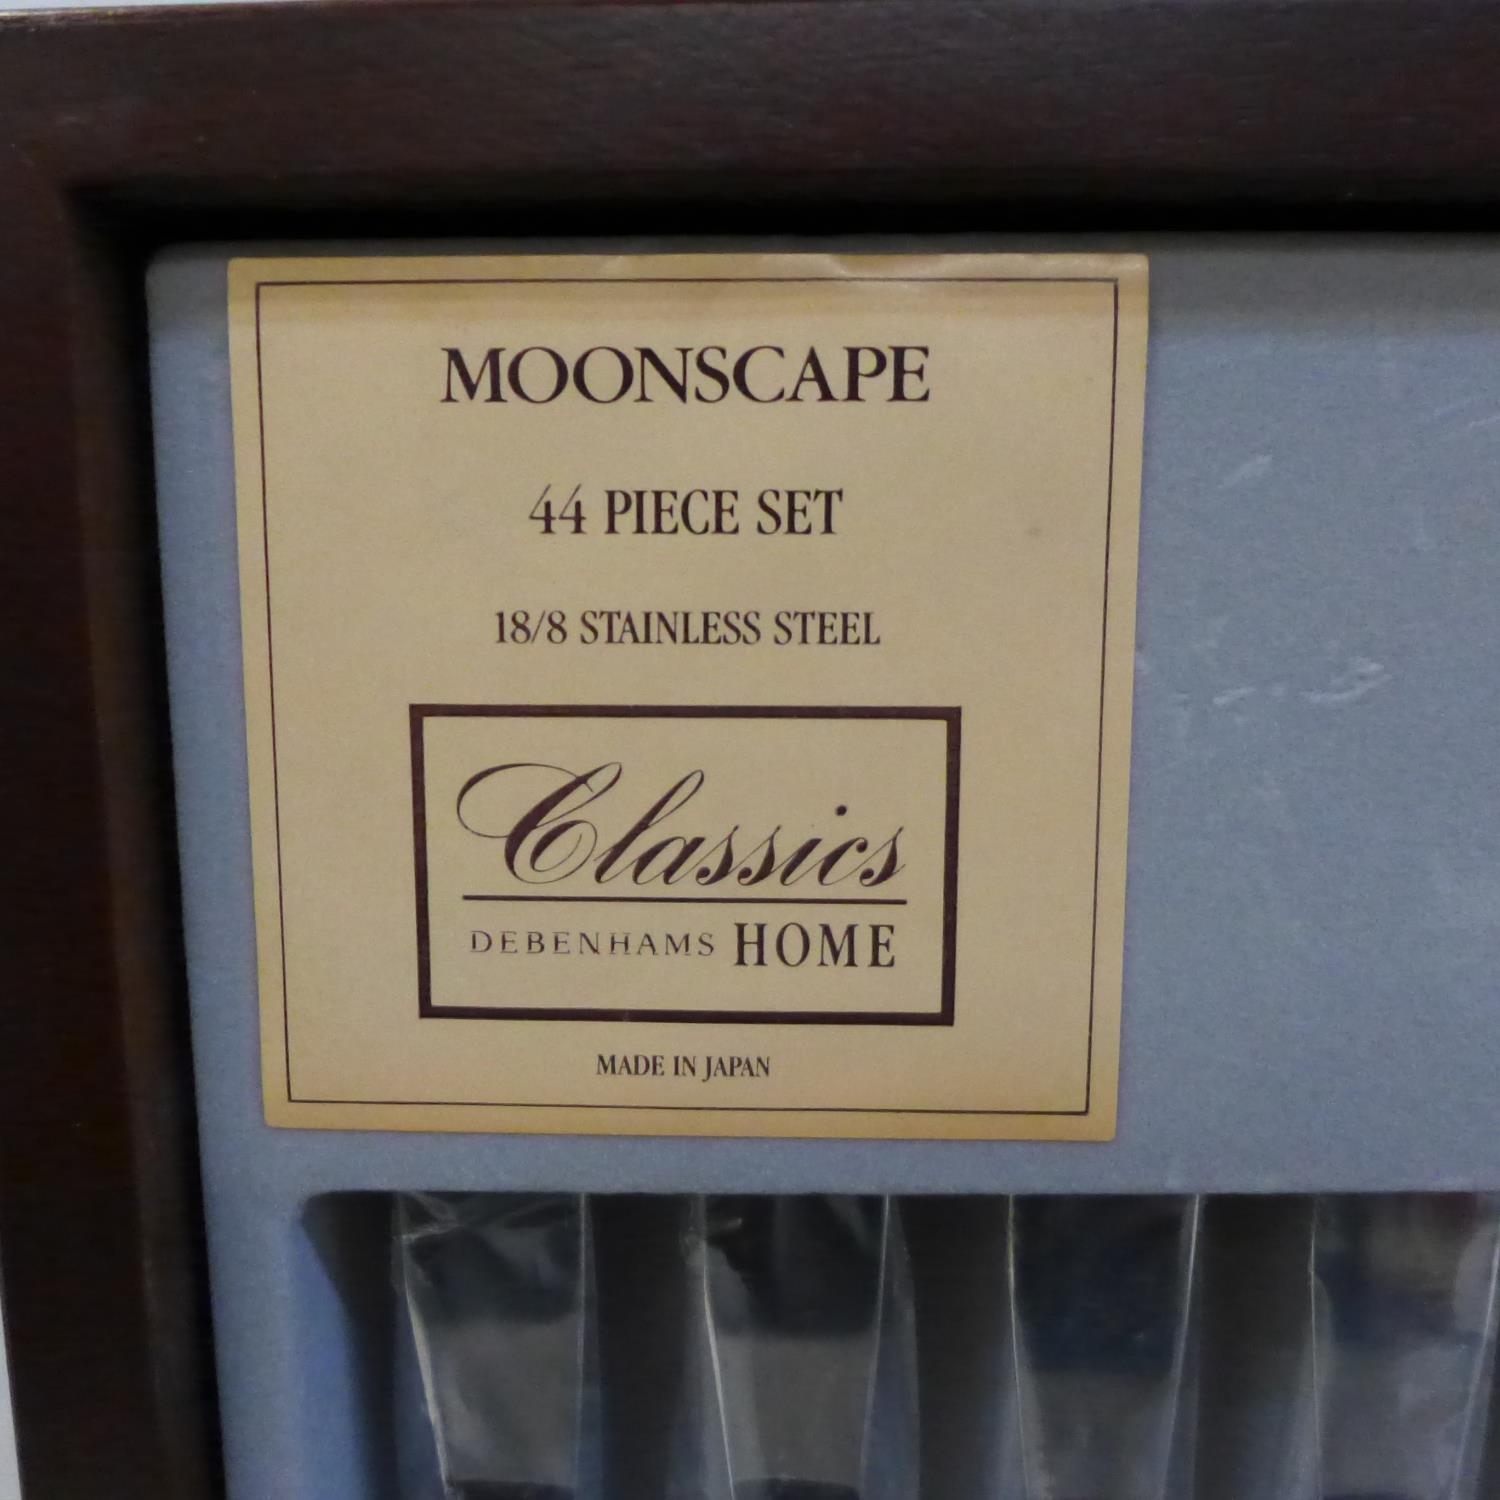 MOONSCAPE
44 PIECE SET
18/8 STAINLESS STEEL
Classics
DEBENHAMS HOME
MADE IN JAPAN